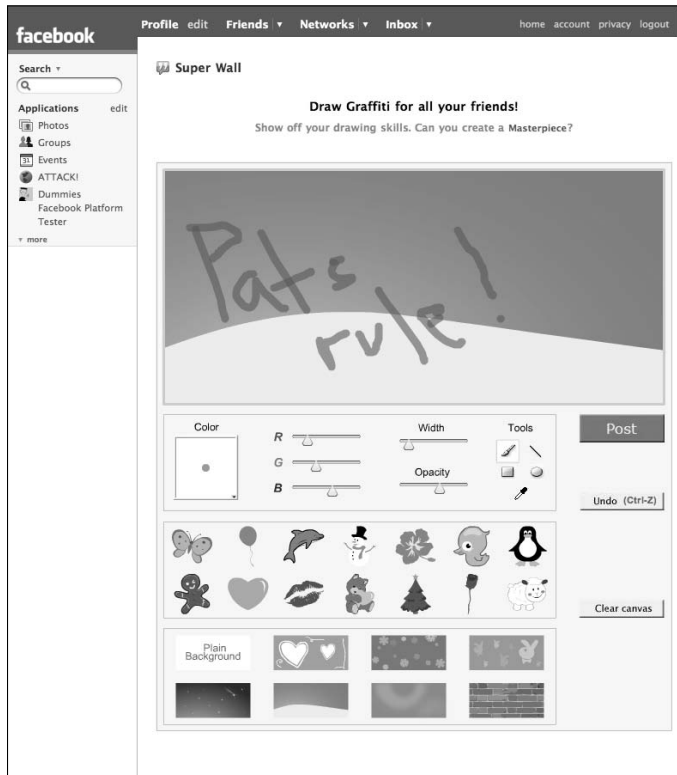 facebook
Profile edit Friends Networks Inbox home account privacy logout
Search
Applications edit
Photos
Groups
31 Events
ATTACK!
Dummies
Facebook Platform
Tester
more
Super Wall
Draw Graffiti for all your friends!
Show off your drawing skills. Can you create a Masterpiece?
Pats
rule!
Color
R
G
B
Width
Opacity
Tools
Post
Undo (Ctrl-Z)
Clear canvas
Plain
Background